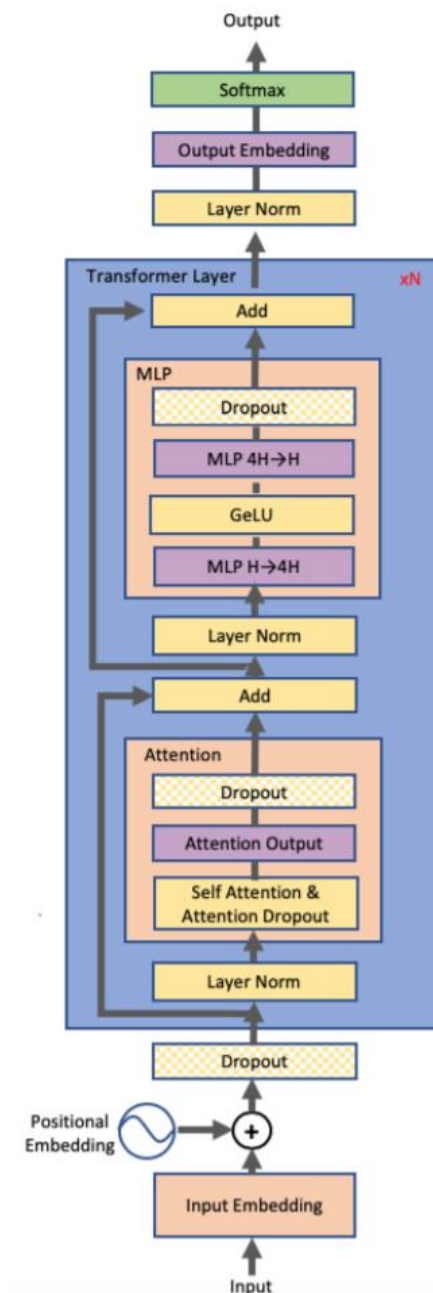 Output
Softmax
Output Embedding
Layer Norm
Transformer Layer
xN
Add
MLP
Dropout
MLP 4H→H
GeLU
MLP H→4H
Layer Norm
Add
Attention
Dropout
Attention Output
Self Attention &
Attention Dropout
Layer Norm
Dropout
Positional
Embedding
+
Input Embedding
Input